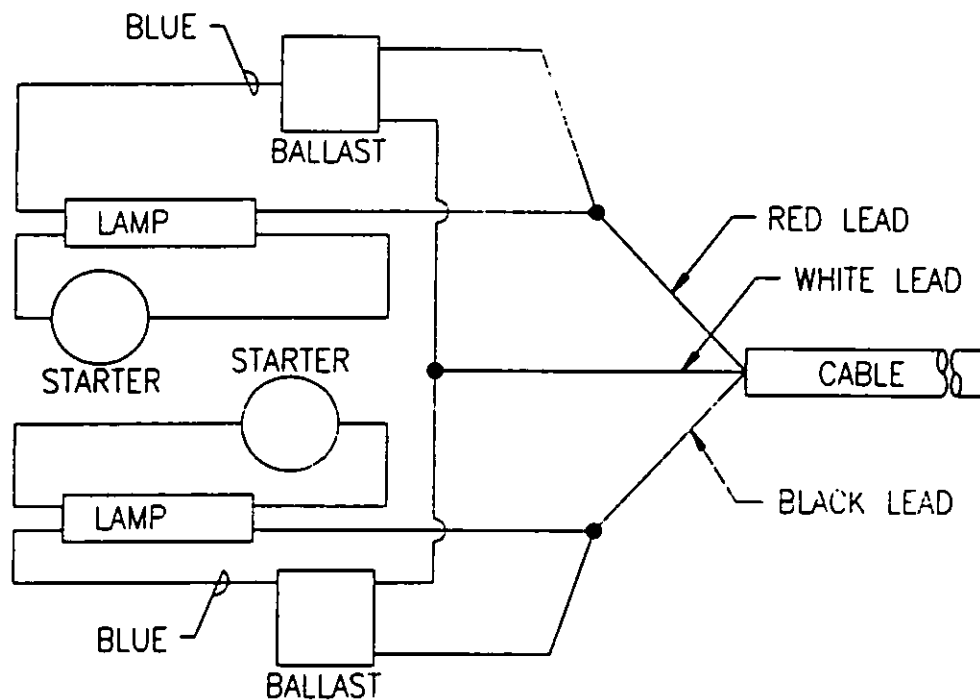 BLUE
BALLAST
LAMP
RED LEAD
WHITE LEAD
STARTER
STARTER
CABLE
LAMP
BLACK LEAD
BLUE
BALLAST